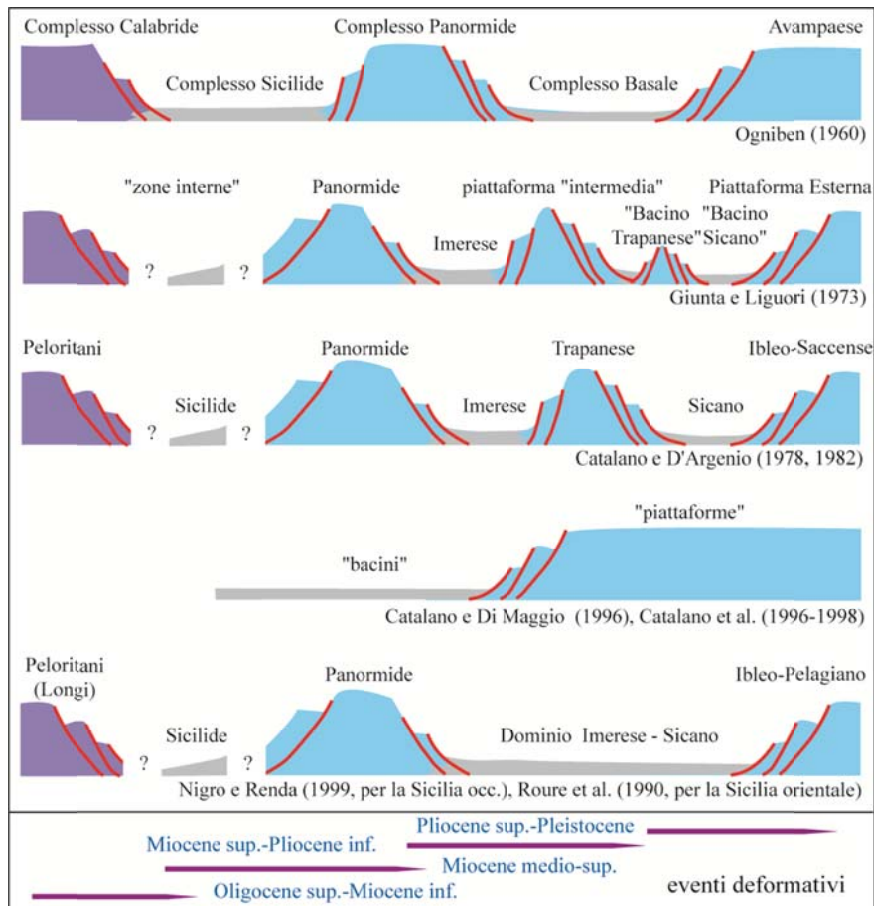 Complesso Calabride Complesso Panormide Avampaese
Complesso Sicilide Complesso Basale
Ogniben (1960)
"zone interne" Panormide piattaforma "intermedia" Piattaforma Esterna
"Bacino "Bacino
Imerese Trapanese" "Sicano"
? ?
Giunta e Liguori (1973)
Peloritani Panormide Trapanese Ibleo-Saccense
Sicilide Imerese Sicano
? ?
Catalano e D'Argenio (1978, 1982)
"piattaforme"
"bacini"
Catalano e Di Maggio (1996), Catalano et al. (1996-1998)
Peloritani Panormide Ibleo-Pelagiano
(Longi)
Sicilide Dominio Imerese - Sicano
? ?
Nigro e Renda (1999, per la Sicilia occ.), Roure et al. (1990, per la Sicilia orientale)
Pliocene sup.-Pleistocene
Miocene sup.-Pliocene inf.
Miocene medio-sup.
Oligocene sup.-Miocene inf. eventi deformativi